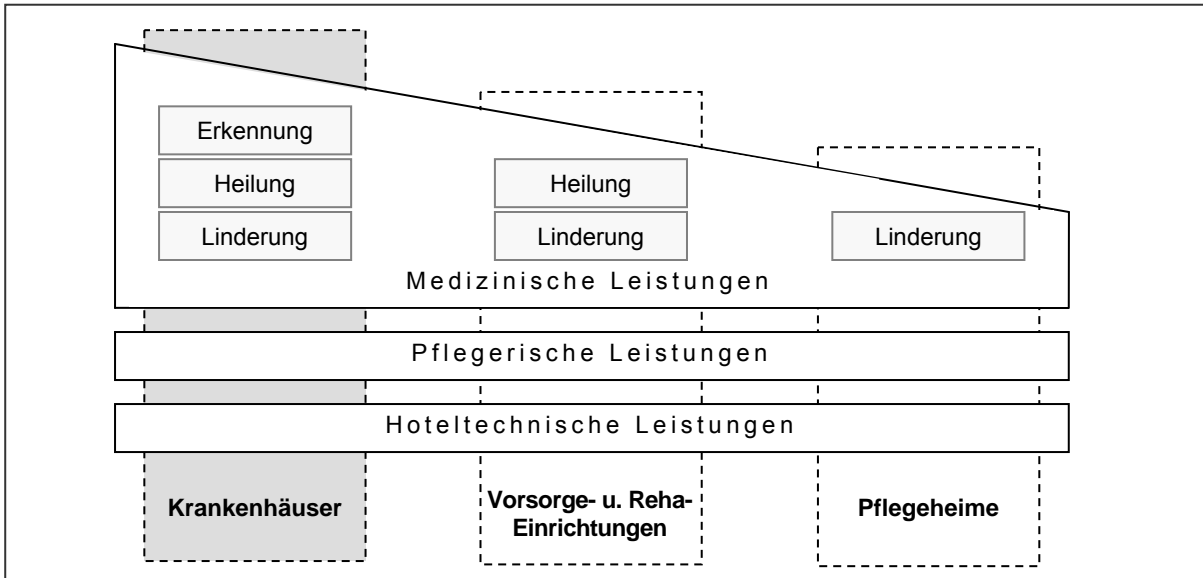 Erkennung
Heilung
Heilung
Linderung
Linderung
Linderung
Medizinische Leistungen
Pflegerische Leistungen
Hoteltechnische Leistungen
Krankenhäuser
Vorsorge- u. Reha-
Einrichtungen
Pflegeheime